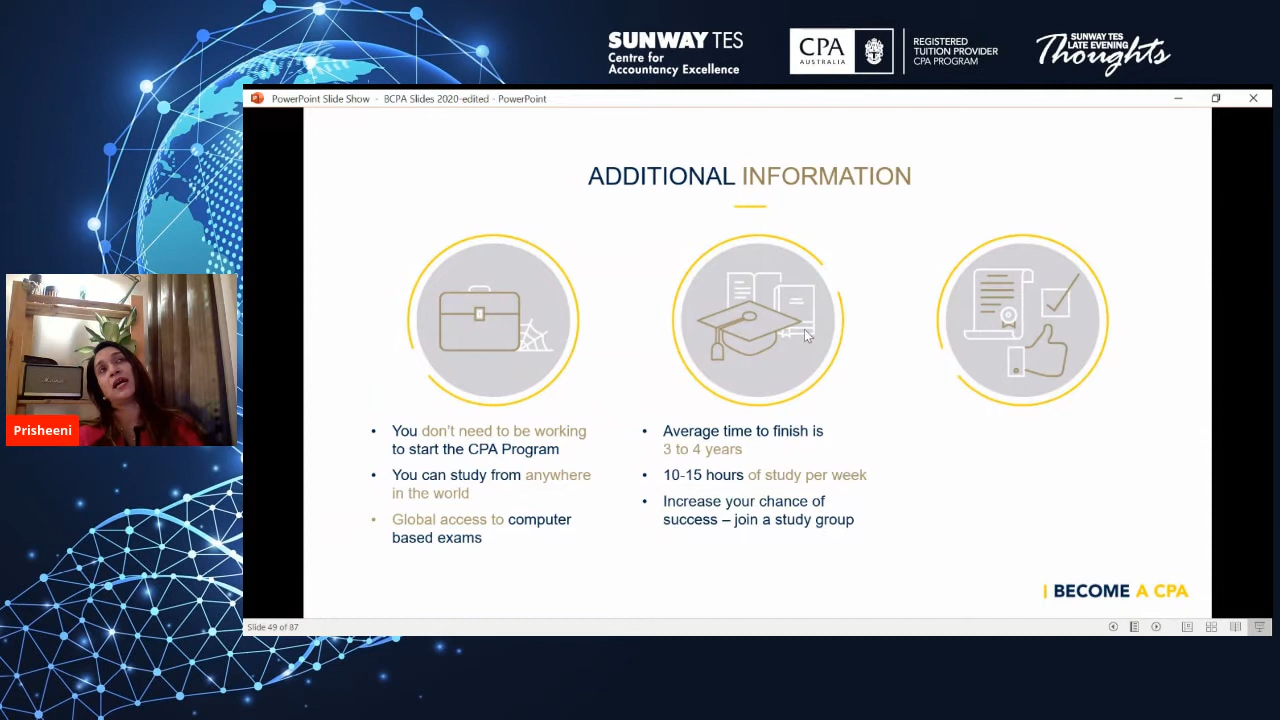 SUNWAY TES
Centre for
Accountancy Excellence
CPA
AUSTRALIA
REGISTERED
TUITION PROVIDER
CPA PROGRAM
SUNWAY TES
LATE EVENING
Thoughts
PowerPoint Slide Show - BCPA Slides 2020-edited - PowerPoint
ADDITIONAL INFORMATION
• You don't need to be working
to start the CPA Program
• You can study from anywhere
in the world
• Global access to computer
based exams
• Average time to finish is
3 to 4 years
• 10-15 hours of study per week
• Increase your chance of
success – join a study group
Prisheeni
BECOME A CPA
Slide 49 of 87